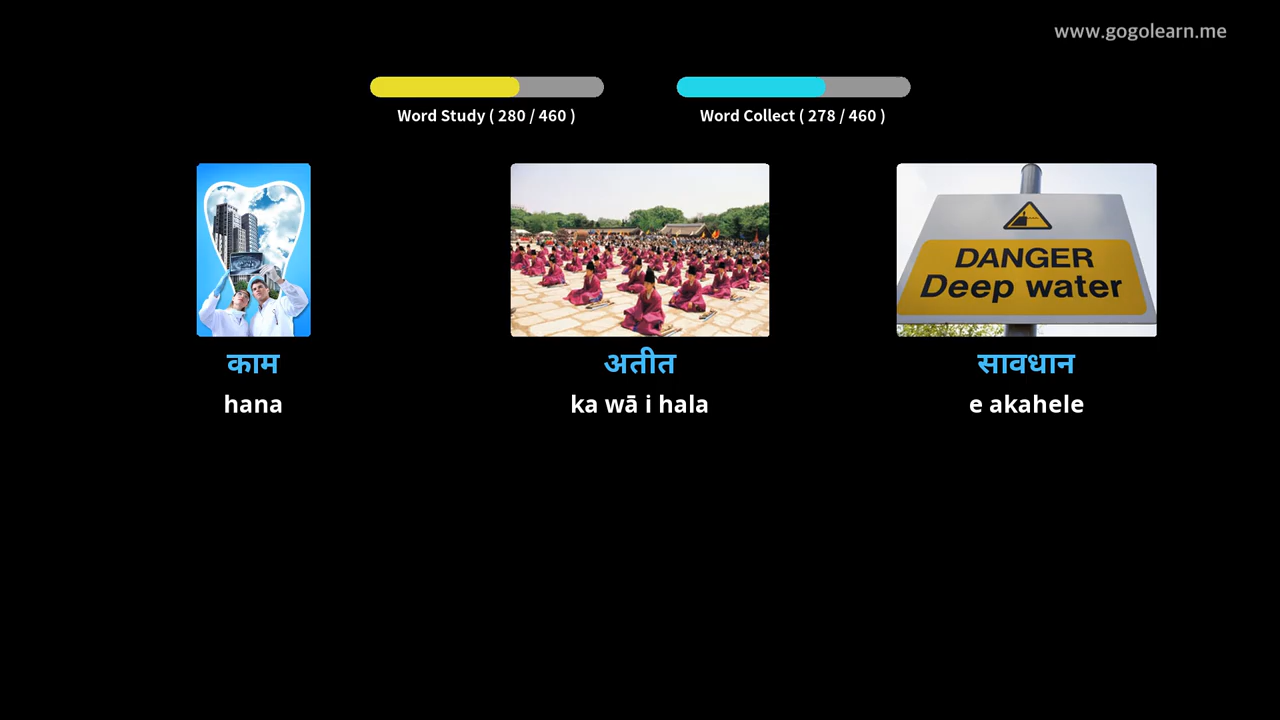 www.gogolearn.me
Word Study ( 280 / 460 )
Word Collect ( 278 / 460 )
DANGER
Deep water
काम
अतीत
सावधान
hana
ka wā i hala
e akahele